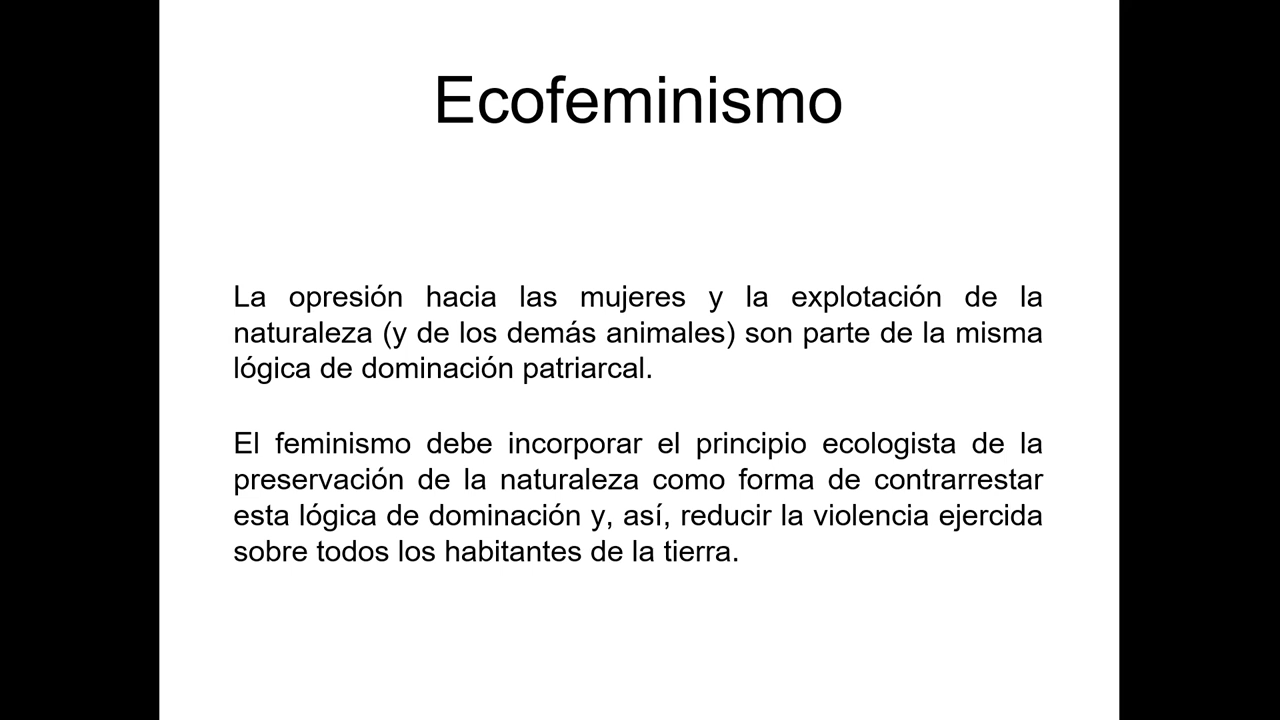 Ecofeminismo
La opresión hacia las mujeres y la explotación de la
naturaleza (y de los demás animales) son parte de la misma
lógica de dominación patriarcal.
El feminismo debe incorporar el principio ecologista de la
preservación de la naturaleza como forma de contrarrestar
esta lógica de dominación y, así, reducir la violencia ejercida
sobre todos los habitantes de la tierra.